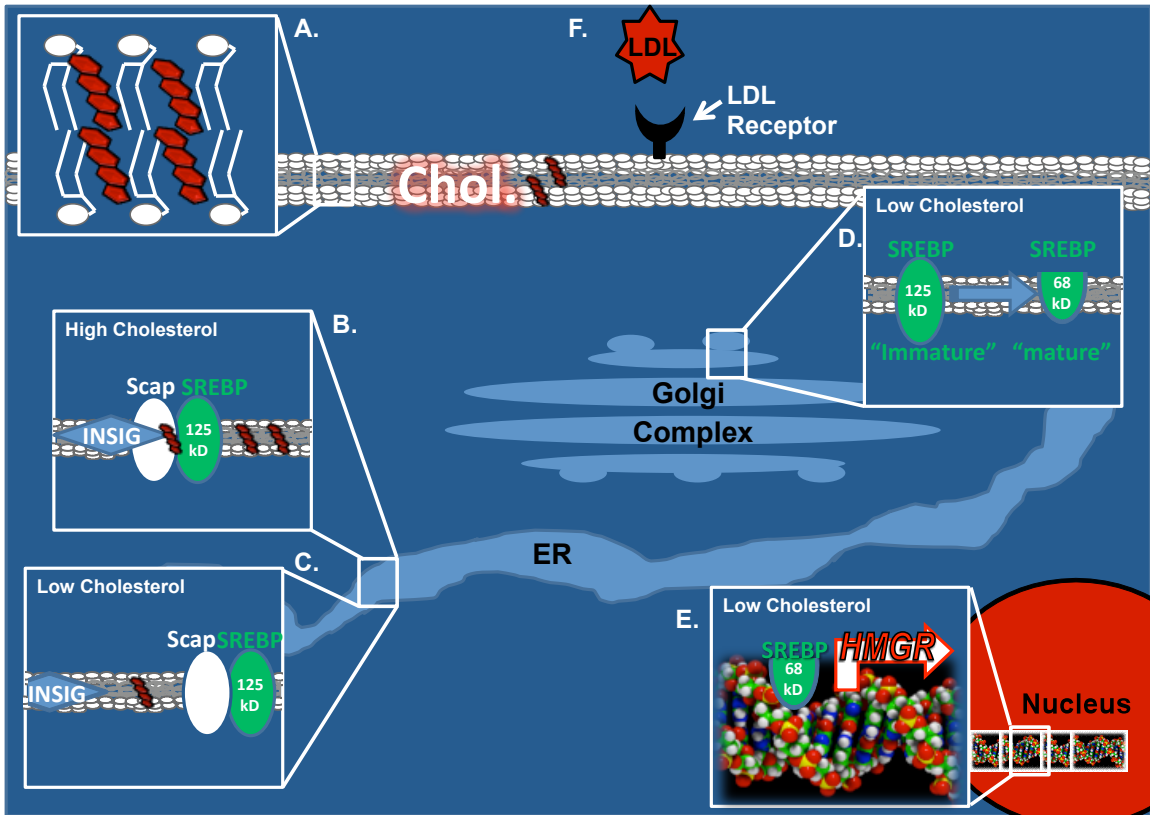 A.
F.
LDL
LDL
Receptor
Chol.
Low Cholesterol
D.
SREBP SREBP
125
kD
68
kD
“Immature” “mature”
High Cholesterol
B.
Scap SREBP
INSIG
125
kD
Golgi
Complex
ER
C.
Low Cholesterol
Scap SREBP
INSIG
125
kD
E.
Low Cholesterol
SREBP
68
kD
HMGR
Nucleus